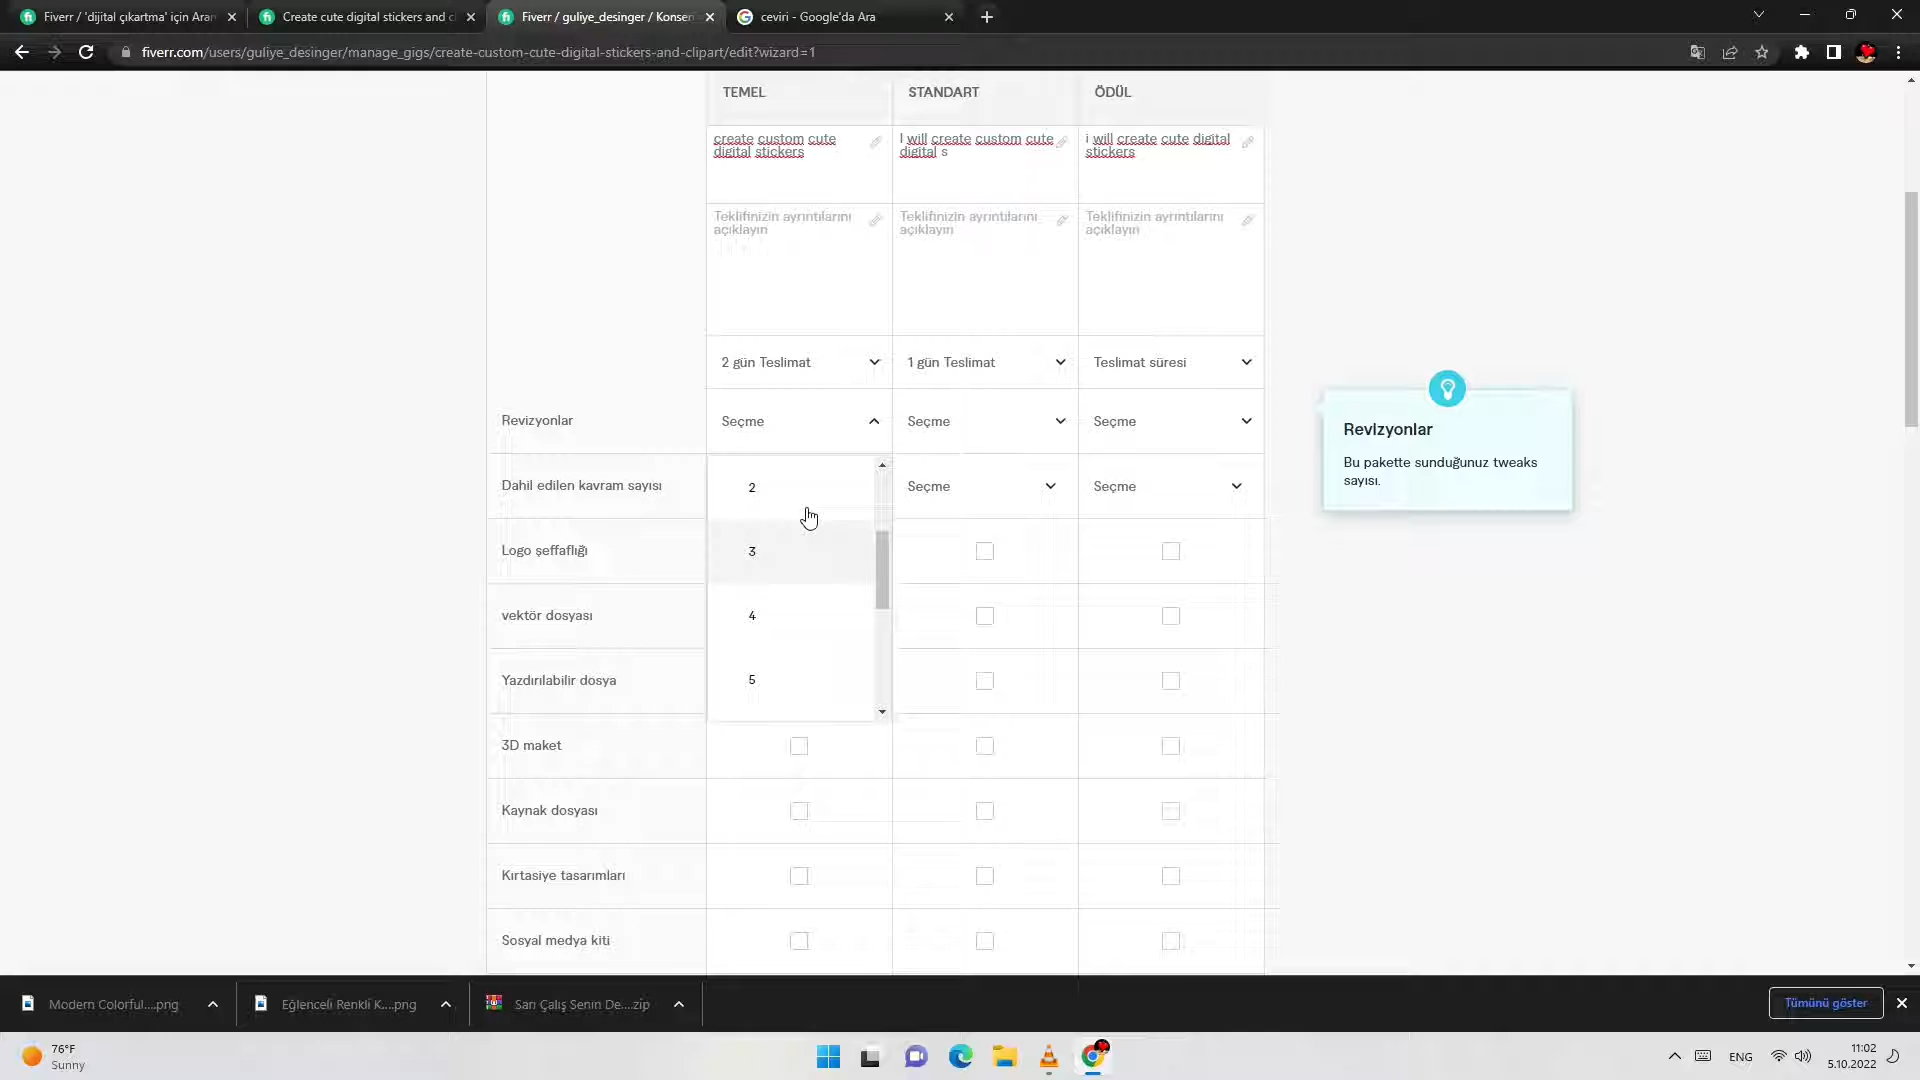 Fiverr / 'dijital çıkartma' için Aran
Create cute digital stickers and cl
Fiverr / guliye_desinger / Konsen
ceviri - Google'da Ara
fiverr.com/users/guliye_desinger/manage_gigs/create-custom-cute-digital-stickers-and-clipart/edit?wizard=1
TEMEL STANDART ÖDÜL
create custom cute
digital stickers
I will create custom cute
digital s
i will create cute digital
stickers
Teklifinizin ayrıntılarını
açıklayın
Teklifinizin ayrıntılarını
açıklayın
Teklifinizin ayrıntılarını
açıklayın
2 gün Teslimat 1 gün Teslimat Teslimat süresi
Revizyonlar Seçme Seçme Seçme
Dahil edilen kavram sayısı 2 Seçme Seçme
Logo şeffaflığı 3
vektör dosyası 4
Yazdırılabilir dosya 5
3D maket
Kaynak dosyası
Kırtasiye tasarımları
Sosyal medya kiti
Revizyonlar
Bu pakette sunduğunuz tweaks
sayısı.
Modern Colorful....png
Eğlenceli Renkli K....png
Sarı Çalış Senin De....zip
Tümünü göster
76°F
Sunny
ENG
11:02
5.10.2022